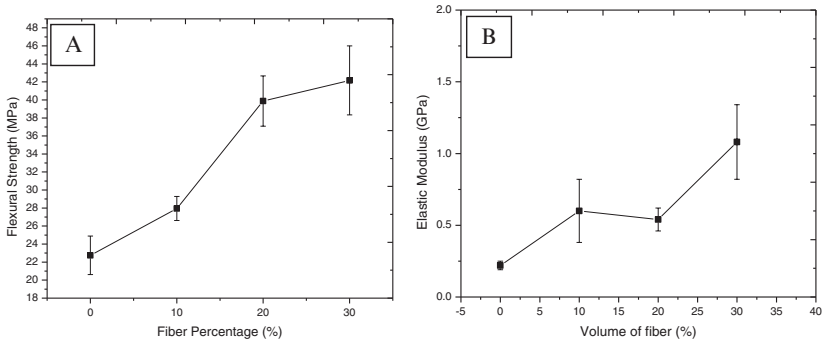 A
Flexural Strength (MPa)
48
46
44
42
40
38
36
34
32
30
28
26
24
22
20
18
0 10 20 30
Fiber Percentage (%)
B
Elastic Modulus (GPa)
2.0
1.5
1.0
0.5
0.0
-5 0 5 10 15 20 25 30 35 40
Volume of fiber (%)